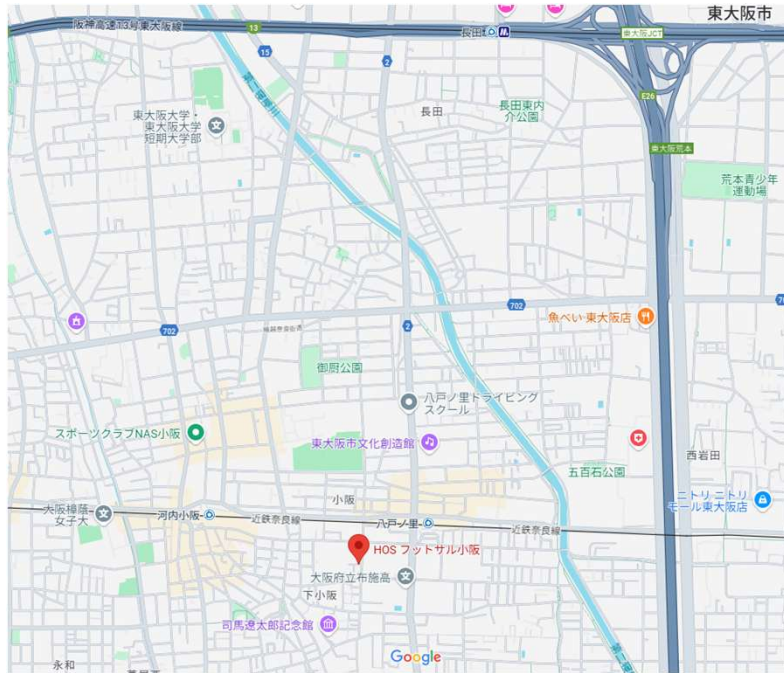 東大阪市
阪神高速13号東大阪線
13
長田
M
東大阪JCT
15
2
E26
東大阪大学・
東大阪大学
短期大学部
長田
長田東内
介公園
東大阪荒本
荒本青少年
運動場
702
702
2
魚べい 東大阪店
御厨公園
八戸ノ里ドライビング
スクール
スポーツクラブNAS小阪
東大阪市文化創造館
西岩田
五百石公園
ニトリ ニトリ
モール東大阪店
大阪樟蔭
女子大
小阪
河内小阪
近鉄奈良線
八戸ノ里
近鉄奈良線
HOS フットサル小阪
大阪府立布施高
下小阪
司馬遼太郎記念館
永和
Google